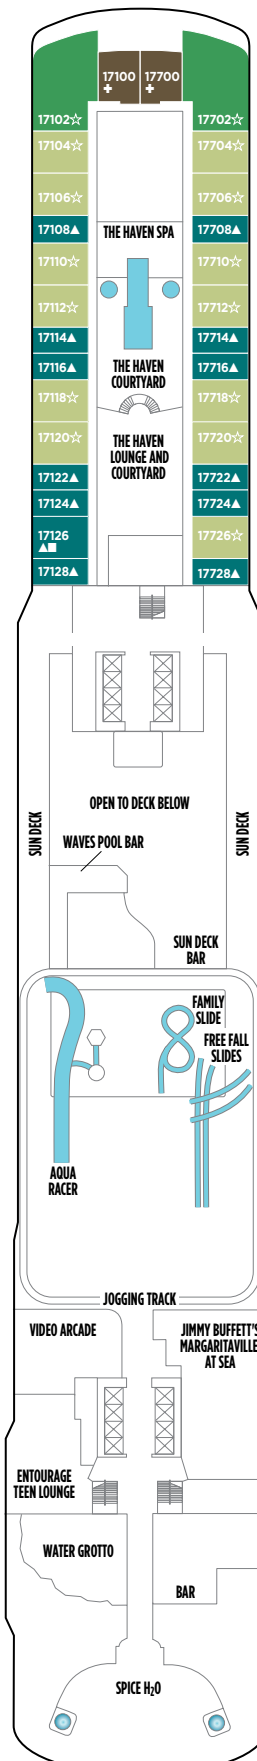 17100 17700
✚ ✚
17102☆ 17702☆
17104☆ 17704☆
17106☆ 17706☆
17108▲ THE HAVEN SPA 17708▲
17110☆ 17710☆
17112☆ 17712☆
17114▲ 17714▲
17116▲ 17716▲
THE HAVEN
COURTYARD
17118☆ 17718☆
17120☆ 17720☆
THE HAVEN
LOUNGE AND
COURTYARD
17122▲ 17722▲
17124▲ 17724▲
17126 17726☆
▲■
17128▲ 17728▲
OPEN TO DECK BELOW
SUN DECK
SUN DECK
WAVES POOL BAR
SUN DECK
BAR
FAMILY
SLIDE
FREE FALL
SLIDES
AQUA
RACER
JOGGING TRACK
VIDEO ARCADE
JIMMY BUFFETT'S
MARGARITAVILLE
AT SEA
ENTOURAGE
TEEN LOUNGE
WATER GROTTO
BAR
SPICE H₂O